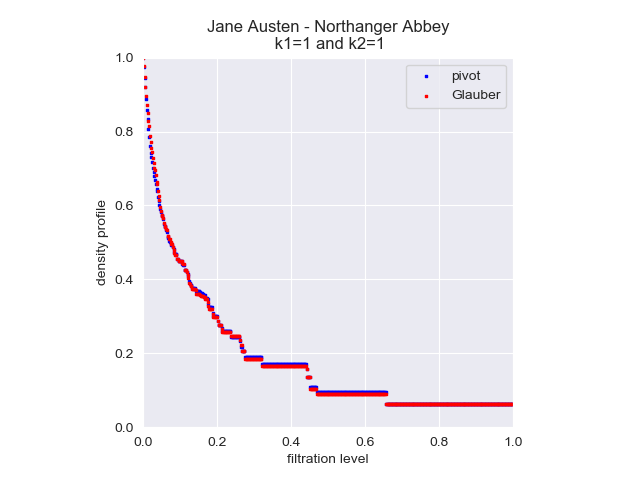 Jane Austen - Northanger Abbey
k1=1 and k2=1
pivot
Glauber
density profile
1.0
0.8
0.6
0.4
0.2
0.0
0.0 0.2 0.4 0.6 0.8 1.0
filtration level